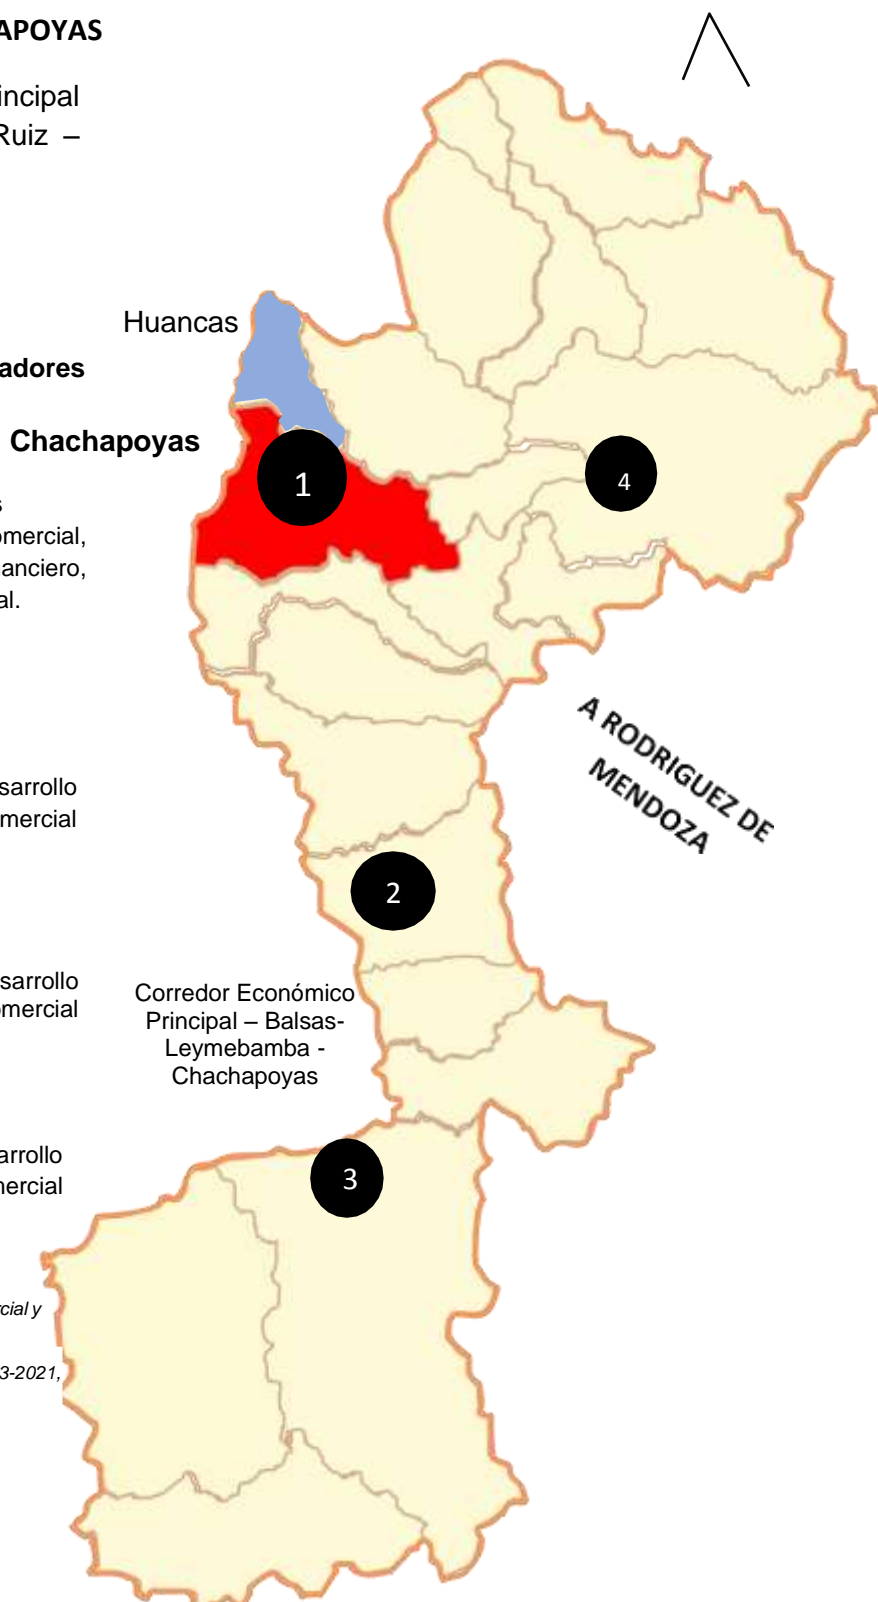 APOYAS
incipal
Ruiz –
Huancas
adores
Chachapoyas
1
4
s
omercial,
nanciero,
al.
A RODRIGUEZ DE
MENDOZA
sarrollo
mercial
2
sarrollo
omercial
Corredor Económico
Principal – Balsas-
Leymebamba -
Chachapoyas
arrollo
nercial
3
rcial y
3-2021,